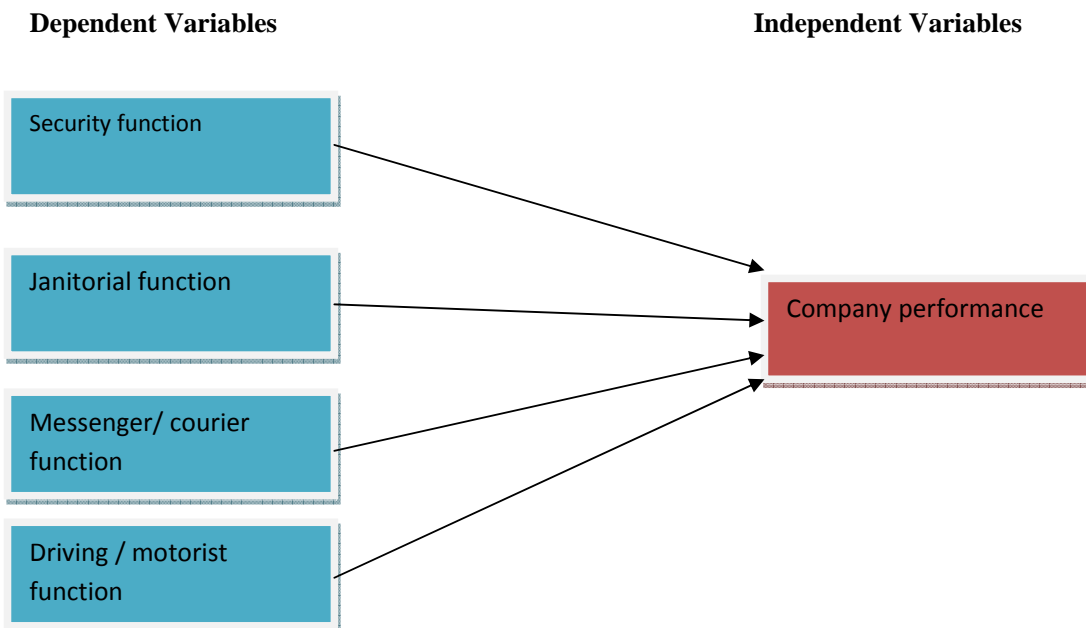 Dependent Variables
Independent Variables
Security function
Janitorial function
Company performance
Messenger/ courier
function
Driving / motorist
function